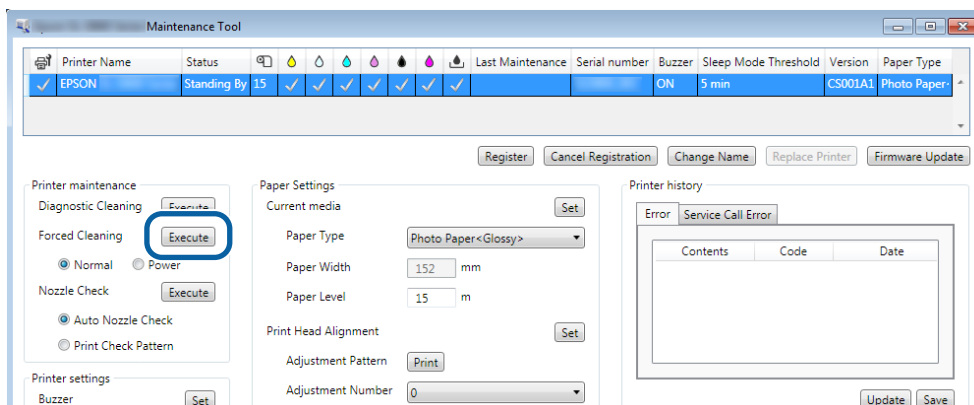 Maintenance Tool
Printer Name Status Last Maintenance Serial number Buzzer Sleep Mode Threshold Version Paper Type
EPSON Standing By 15 ON 5 min CS001A1 Photo Paper
Register Cancel Registration Change Name Replace Printer Firmware Update
Printer maintenance
Diagnostic Cleaning Execute
Forced Cleaning Execute
Normal Power
Nozzle Check Execute
Auto Nozzle Check
Print Check Pattern
Printer settings
Buzzer Set
Paper Settings
Current media Set
Paper Type Photo Paper<Glossy>
Paper Width 152 mm
Paper Level 15 m
Print Head Alignment Set
Adjustment Pattern Print
Adjustment Number 0
Printer history
Error Service Call Error
Contents Code Date
Update Save